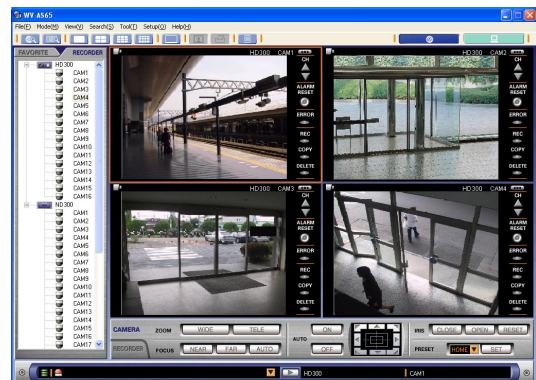 WV-AS65
File(F) Mode(M) View(V) Search(S) Tool(T) Setup(O) Help(H)
FAVORITE RECORDER
HD300
CAM1
CAM2
CAM3
CAM4
CAM5
CAM6
CAM7
CAM8
CAM9
CAM10
CAM11
CAM12
CAM13
CAM14
CAM15
CAM16
ND300
CAM1
CAM2
CAM3
CAM4
CAM5
CAM6
CAM7
CAM8
CAM9
CAM10
CAM11
CAM12
CAM13
CAM14
CAM15
CAM16
CAM17
HD300 CAM1
CH
ALARM
RESET
ERROR
REC
COPY
DELETE
HD300 CAM2
CH
ALARM
RESET
ERROR
REC
COPY
DELETE
HD300 CAM3
CH
ALARM
RESET
ERROR
REC
COPY
DELETE
HD300 CAM4
CH
ALARM
RESET
ERROR
REC
COPY
DELETE
CAMERA ZOOM WIDE TELE AUTO ON OFF IRIS CLOSE OPEN RESET
RECORDER FOCUS NEAR FAR AUTO PRESET HOME SET
HD300 CAM1